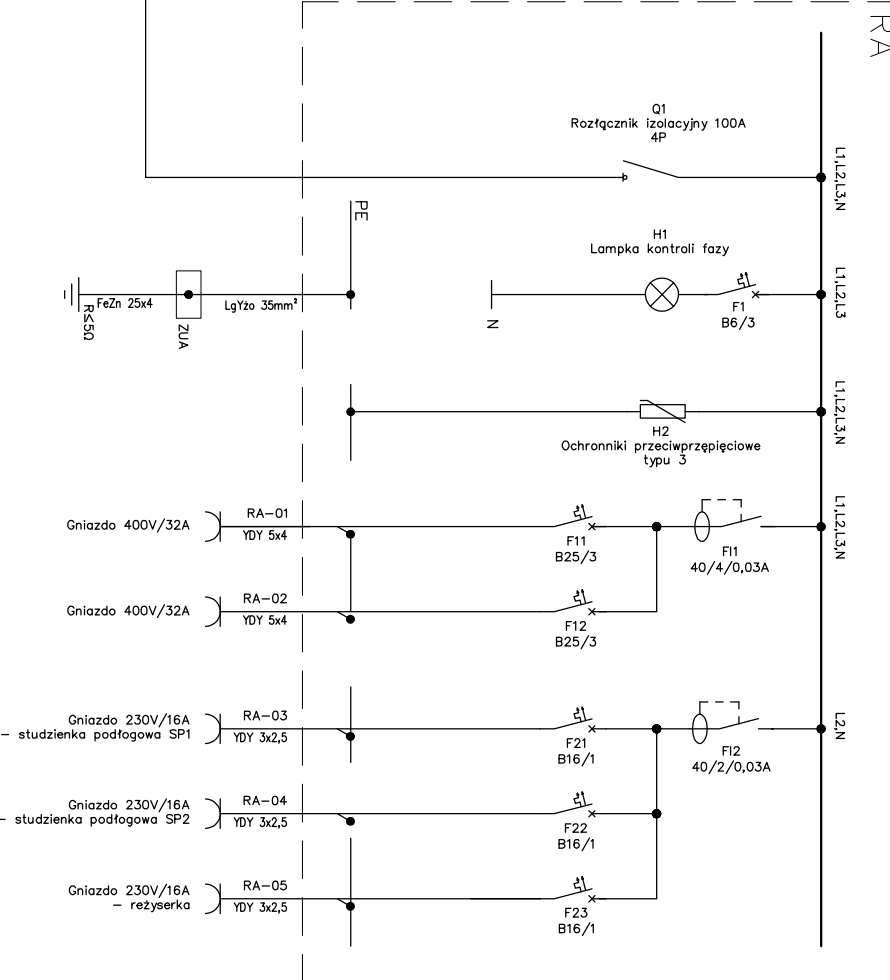 RA
Q1
Rozłącznik izolacyjny 100A
4P
L1,L2,L3,N
PE
H1
Lampka kontroli fazy
L1,L2,L3
FeZn 25x4
LgYżo 35mm²
R≤5Ω
ZUA
N
F1
B6/3
L1,L2,L3,N
H2
Ochronniki przeciwprzępięciowe
typu 3
Gniazdo 400V/32A
RA-01
YDY 5x4
F11
B25/3
FI1
40/4/0,03A
L1,L2,L3,N
Gniazdo 400V/32A
RA-02
YDY 5x4
F12
B25/3
Gniazdo 230V/16A
- studzienka podłogowa SP1
RA-03
YDY 3x2,5
F21
B16/1
FI2
40/2/0,03A
L2,N
Gniazdo 230V/16A
- studzienka podłogowa SP2
RA-04
YDY 3x2,5
F22
B16/1
Gniazdo 230V/16A
- reżyserka
RA-05
YDY 3x2,5
F23
B16/1